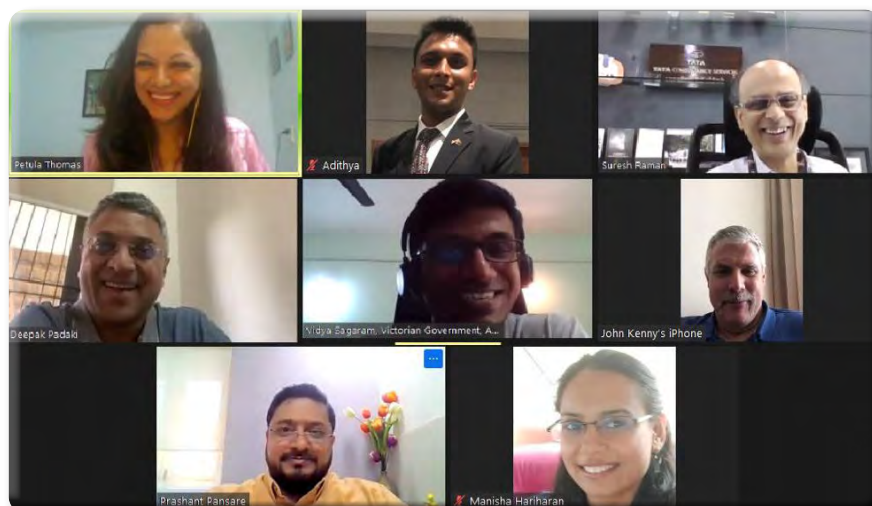 Petula Thomas
Adithya
TATA
TATA CONSULTANCY SERVICES
Suresh Raman
Deepak Padaki
Vidya Sagaram, Victorian Government, A...
John Kenny's iPhone
Prashant Pansare
Manisha Hariharan